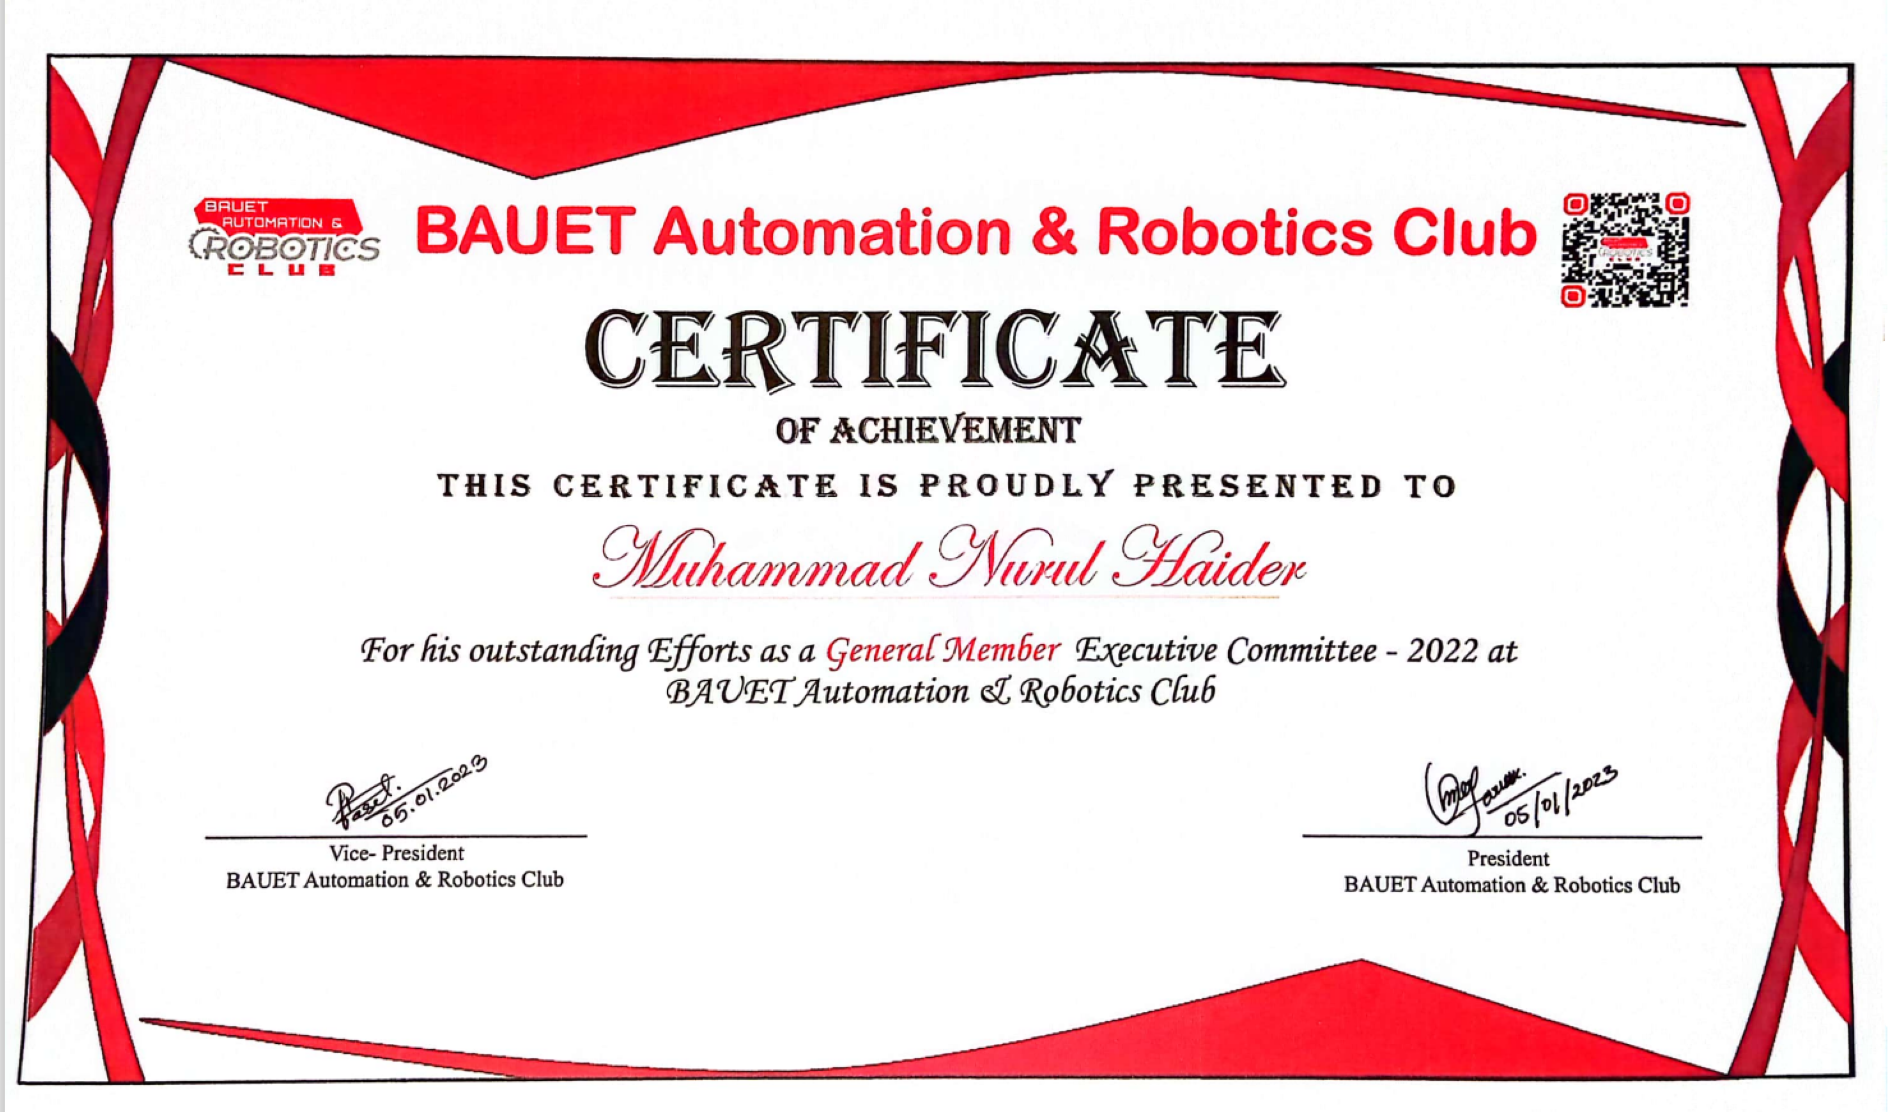 BAUET
AUTOMATION &
ROBOTICS
CLUB
BAUET Automation & Robotics Club
ROBOTICS
CLUB
CERTIFICATE
OF ACHIEVEMENT
THIS CERTIFICATE IS PROUDLY PRESENTED TO
Muhammad Nurul Haider
For his outstanding Efforts as a General Member Executive Committee - 2022 at
BAUET Automation & Robotics Club
05.01.2023
Vice- President
BAUET Automation & Robotics Club
05/01/2023
President
BAUET Automation & Robotics Club